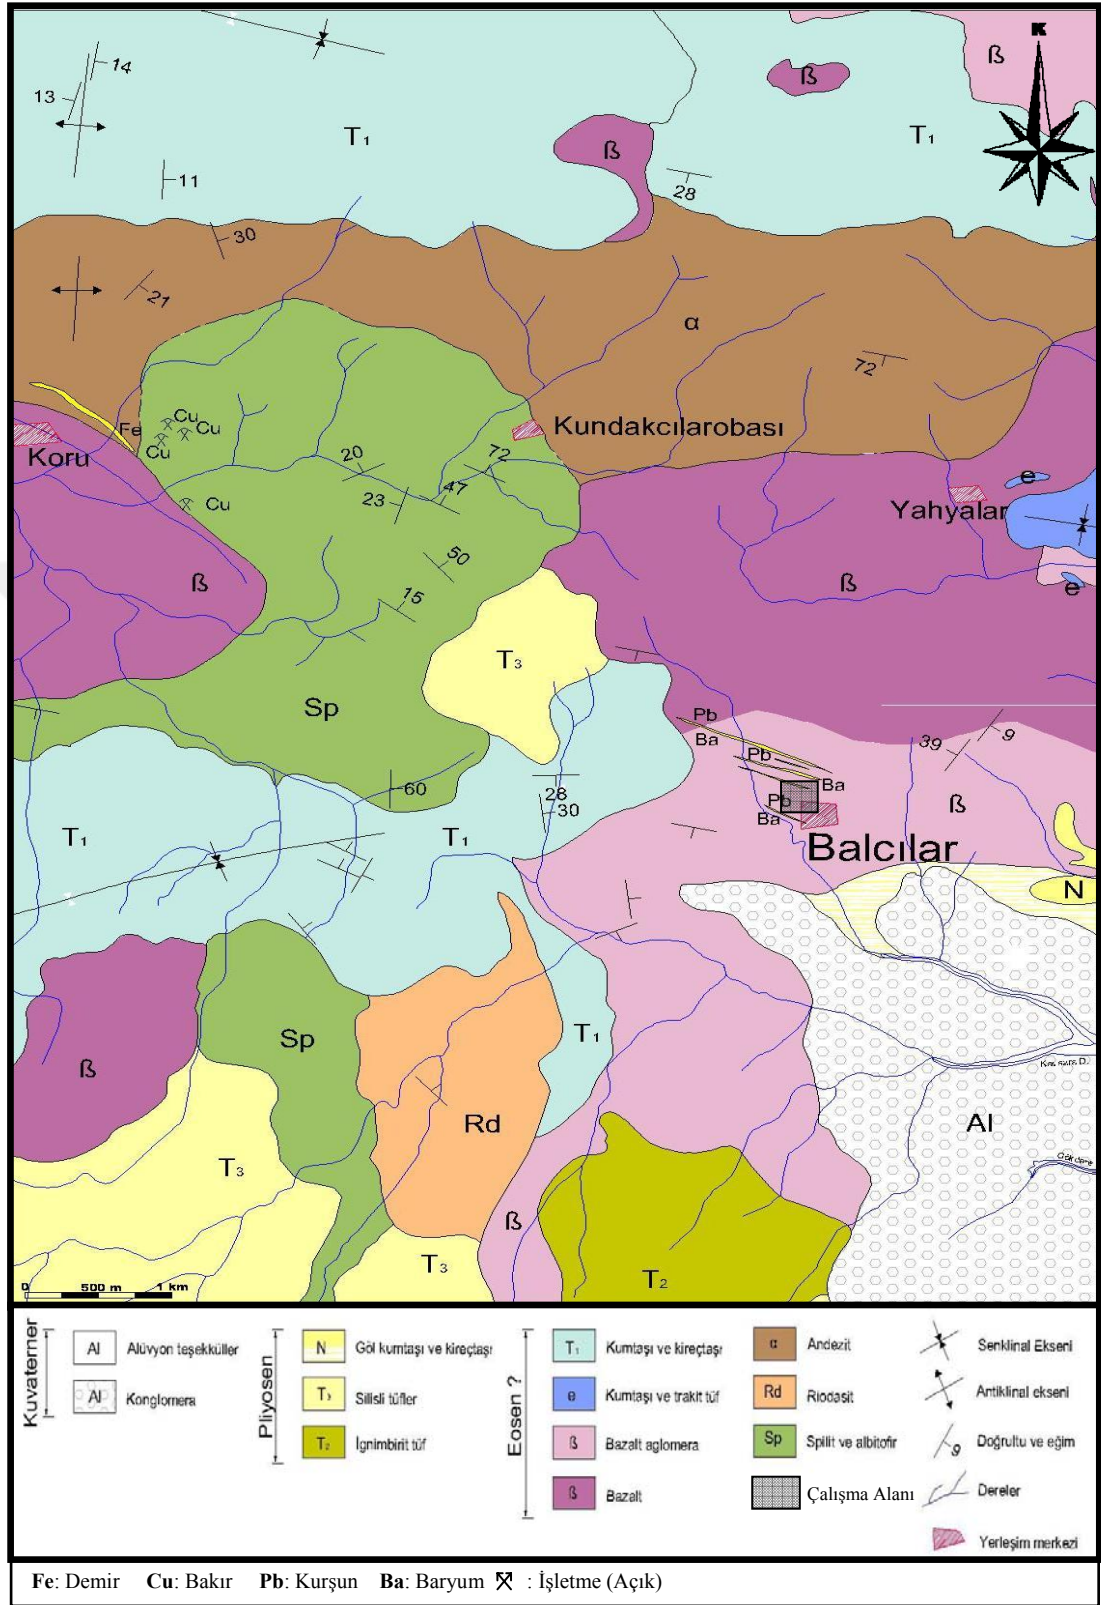 K
14
13
ß
ß
T₁
ß
T₁
11
28
30
21
α
72
Cu
Fe
Cu
Cu
Kundakcılarobası
Koru
20
72
47
23
Cu
e
Yahyalar
50
ß
ß
15
e
T₃
Sp
Pb
Ba
Pb
39
9
60
28
30
Ba
Pb
Ba
ß
T₁
T₁
Balcılar
N
Sp
T₁
ß
Rd
Al
T₃
ß
T₃
T₂
0 500 m 1 km
Kuvaterner
Al Alüvyon teşekküller
Al Konglomera
Pliyosen
N Göl kumtaşı ve kireçtaşı
T₃ Silisli tüfler
T₂ İgnimbirit tüf
Eosen ?
T₁ Kumtaşı ve kireçtaşı
e Kumtaşı ve trakit tüf
ß Bazalt aglomera
ß Bazalt
α Andezit
Rd Riodasit
Sp Spilit ve albitofir
Çalışma Alanı
Senklinal Ekseni
Antiklinal ekseni
9 Doğrultu ve eğim
Dereler
Yerleşim merkezi
Fe: Demir Cu: Bakır Pb: Kurşun Ba: Baryum : İşletme (Açık)